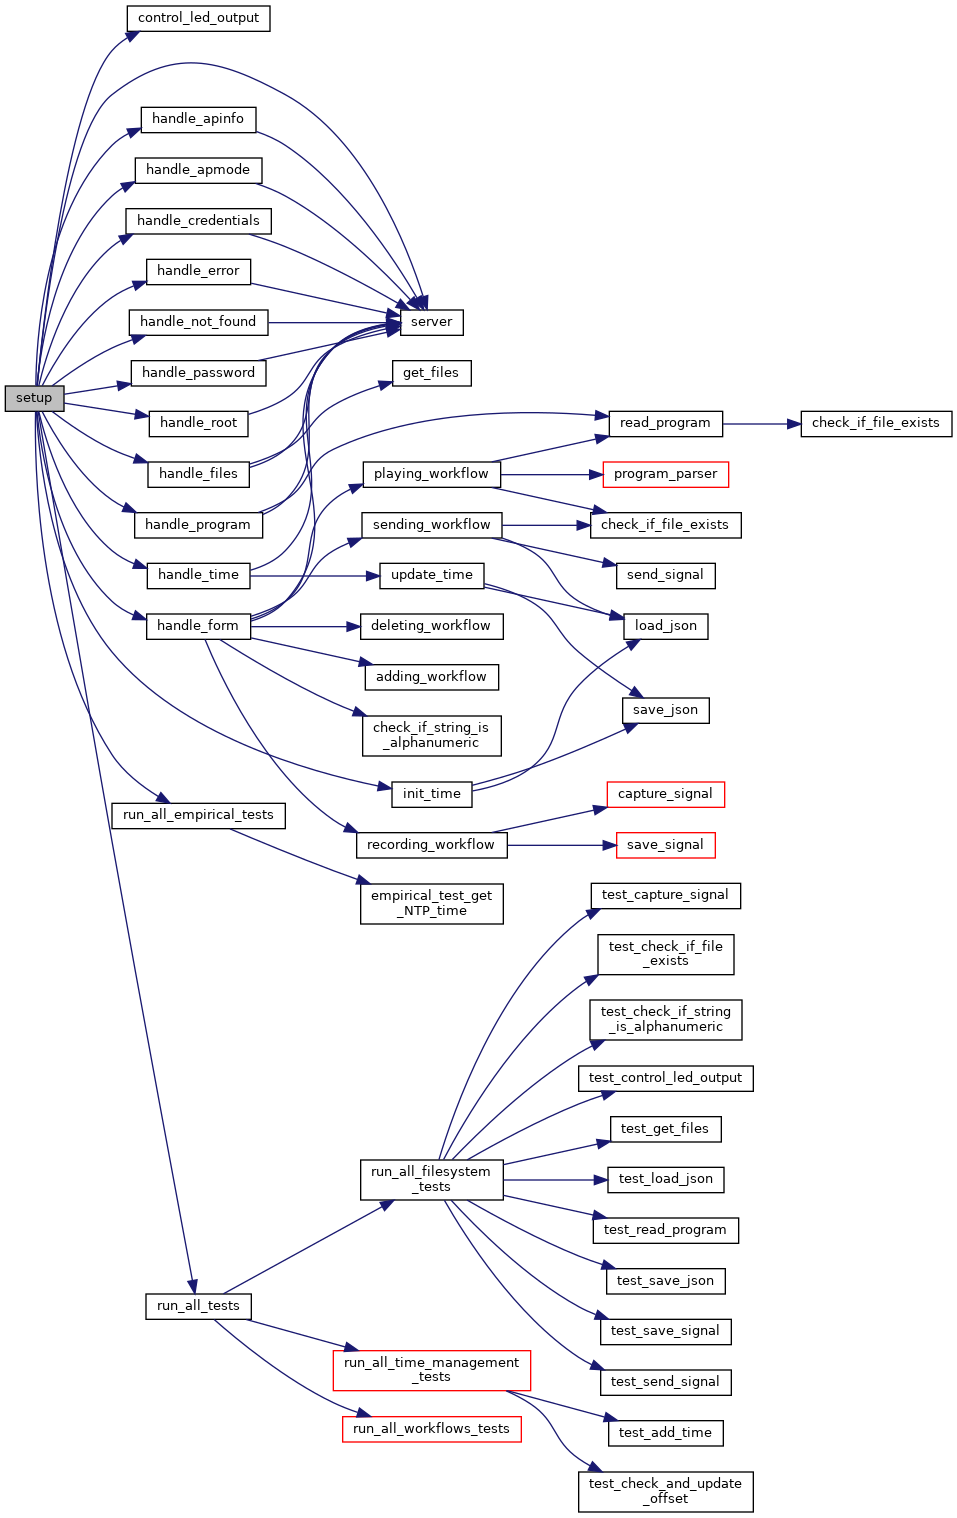 control_led_output
handle_apinfo
handle_apmode
handle_credentials
handle_error
handle_not_found
server
handle_password
get_files
setup
handle_root
read_program
check_if_file_exists
handle_files
playing_workflow
program_parser
handle_program
sending_workflow
check_if_file_exists
handle_time
update_time
send_signal
handle_form
deleting_workflow
load_json
adding_workflow
save_json
check_if_string_is
_alphanumeric
init_time
capture_signal
run_all_empirical_tests
recording_workflow
save_signal
empirical_test_get
_NTP_time
test_capture_signal
test_check_if_file
_exists
test_check_if_string
_is_alphanumeric
test_control_led_output
test_get_files
run_all_filesystem
_tests
test_load_json
test_read_program
test_save_json
run_all_tests
test_save_signal
run_all_time_management
_tests
test_send_signal
run_all_workflows_tests
test_add_time
test_check_and_update
_offset